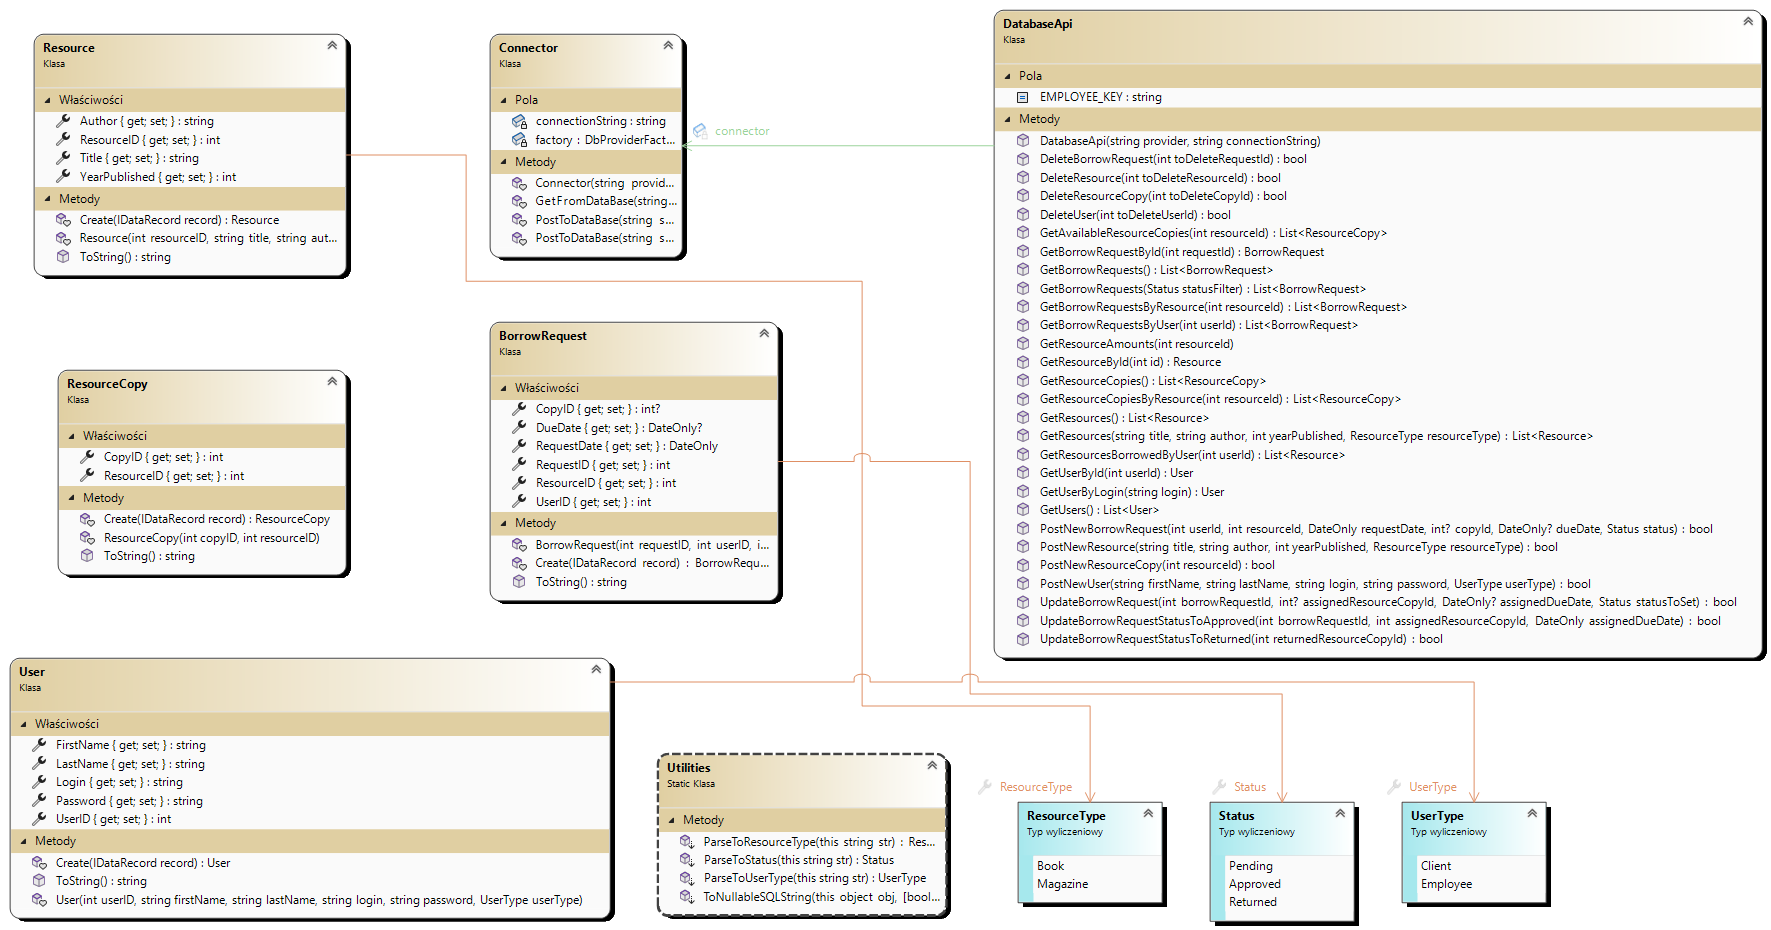 Resource
Klasa
Właściwości
Author { get; set; } : string
ResourceID { get; set; } : int
Title { get; set; } : string
YearPublished { get; set; } : int
Metody
Create(IDataRecord record) : Resource
Resource(int resourceID, string title, string aut...
ToString() : string
Connector
Klasa
Pola
connectionString : string
factory : DbProviderFact...
Metody
Connector(string provid...
GetFromDataBase(string...
PostToDataBase(string s...
PostToDataBase(string s...
connector
DatabaseApi
Klasa
Pola
EMPLOYEE_KEY : string
Metody
DatabaseApi(string provider, string connectionString)
DeleteBorrowRequest(int toDeleteRequestId) : bool
DeleteResource(int toDeleteResourceId) : bool
DeleteResourceCopy(int toDeleteCopyId) : bool
DeleteUser(int toDeleteUserId) : bool
GetAvailableResourceCopies(int resourceId) : List<ResourceCopy>
GetBorrowRequestById(int requestId) : BorrowRequest
GetBorrowRequests() : List<BorrowRequest>
GetBorrowRequests(Status statusFilter) : List<BorrowRequest>
GetBorrowRequestsByResource(int resourceId) : List<BorrowRequest>
GetBorrowRequestsByUser(int userId) : List<BorrowRequest>
GetResourceAmounts(int resourceId)
GetResourceById(int id) : Resource
GetResourceCopies() : List<ResourceCopy>
GetResourceCopiesByResource(int resourceId) : List<ResourceCopy>
GetResources() : List<Resource>
GetResources(string title, string author, int yearPublished, ResourceType resourceType) : List<Resource>
GetResourcesBorrowedByUser(int userId) : List<Resource>
GetUserById(int userId) : User
GetUserByLogin(string login) : User
GetUsers() : List<User>
PostNewBorrowRequest(int userId, int resourceId, DateOnly requestDate, int? copyId, DateOnly? dueDate, Status status) : bool
PostNewResource(string title, string author, int yearPublished, ResourceType resourceType) : bool
PostNewResourceCopy(int resourceId) : bool
PostNewUser(string firstName, string lastName, string login, string password, UserType userType) : bool
UpdateBorrowRequest(int borrowRequestId, int? assignedResourceCopyId, DateOnly? assignedDueDate, Status statusToSet) : bool
UpdateBorrowRequestStatusToApproved(int borrowRequestId, int assignedResourceCopyId, DateOnly assignedDueDate) : bool
UpdateBorrowRequestStatusToReturned(int returnedResourceCopyId) : bool
ResourceCopy
Klasa
Właściwości
CopyID { get; set; } : int
ResourceID { get; set; } : int
Metody
Create(IDataRecord record) : ResourceCopy
ResourceCopy(int copyID, int resourceID)
ToString() : string
BorrowRequest
Klasa
Właściwości
CopyID { get; set; } : int?
DueDate { get; set; } : DateOnly?
RequestDate { get; set; } : DateOnly
RequestID { get; set; } : int
ResourceID { get; set; } : int
UserID { get; set; } : int
Metody
BorrowRequest(int requestID, int userID, i...
Create(IDataRecord record) : BorrowRequ...
ToString() : string
User
Klasa
Właściwości
FirstName { get; set; } : string
LastName { get; set; } : string
Login { get; set; } : string
Password { get; set; } : string
UserID { get; set; } : int
Metody
Create(IDataRecord record) : User
ToString() : string
User(int userID, string firstName, string lastName, string login, string password, UserType userType)
Utilities
Static Klasa
Metody
ParseToResourceType(this string str) : Res...
ParseToStatus(this string str) : Status
ParseToUserType(this string str) : UserType
ToNullableSQLString(this object obj, [bool...
ResourceType
ResourceType
Typ wyliczeniowy
Book
Magazine
Status
Status
Typ wyliczeniowy
Pending
Approved
Returned
UserType
UserType
Typ wyliczeniowy
Client
Employee